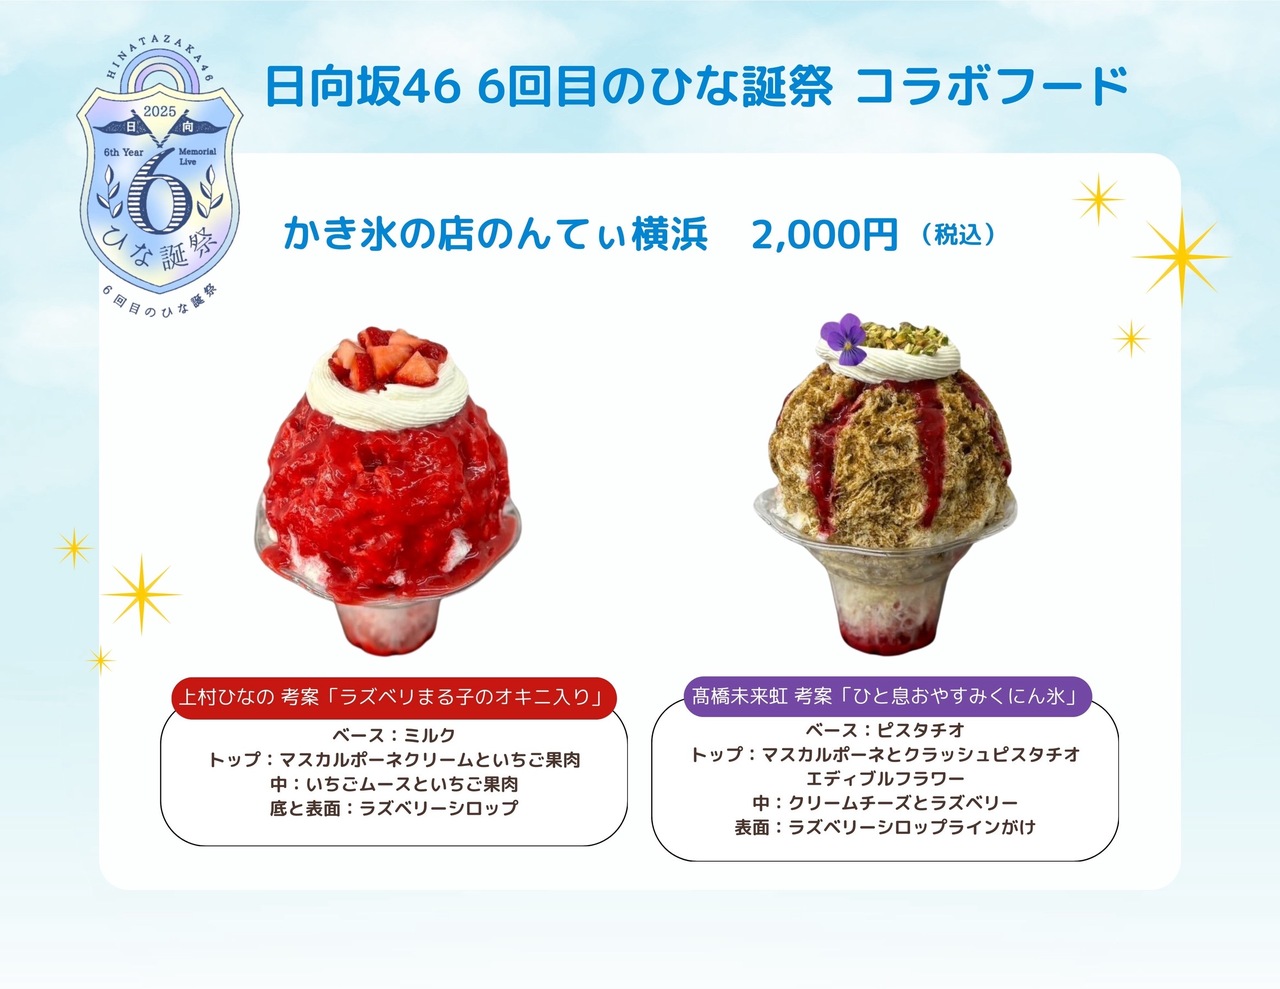 HINATAZAKA46
2025
日 向
6th Year
Memorial
Live
6
ひな誕祭
6回目のひな誕祭
日向坂46 6回目のひな誕祭 コラボフード
かき氷の店のんてぃ横浜　2,000円（税込）
上村ひなの 考案「ラズベリまる子のオキニ入り」
ベース：ミルク
トップ：マスカルポーネクリームといちご果肉
中：いちごムースといちご果肉
底と表面：ラズベリーシロップ
髙橋未来虹 考案「ひと息おやすみくにん氷」
ベース：ピスタチオ
トップ：マスカルポーネとクラッシュピスタチオ
エディブルフラワー
中：クリームチーズとラズベリー
表面：ラズベリーシロップラインがけ